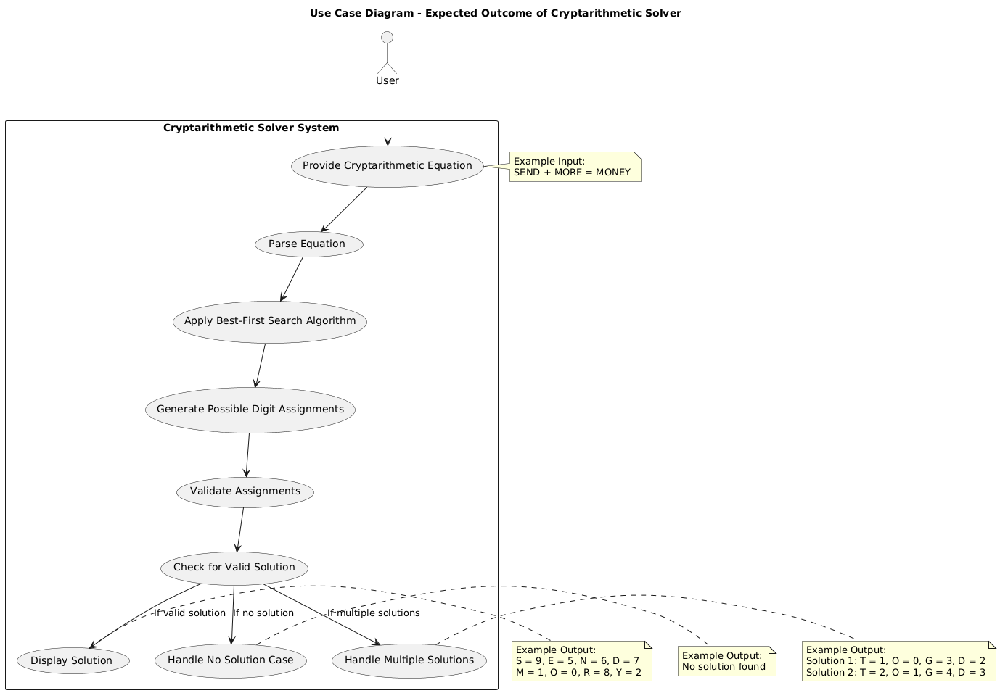 Use Case Diagram - Expected Outcome of Cryptarithmetic Solver
User
Cryptarithmetic Solver System
Provide Cryptarithmetic Equation
Example Input:
SEND + MORE = MONEY
Parse Equation
Apply Best-First Search Algorithm
Generate Possible Digit Assignments
Validate Assignments
Check for Valid Solution
If valid solution
If no solution
If multiple solutions
Display Solution
Handle No Solution Case
Handle Multiple Solutions
Example Output:
S = 9, E = 5, N = 6, D = 7
M = 1, O = 0, R = 8, Y = 2
Example Output:
No solution found
Example Output:
Solution 1: T = 1, O = 0, G = 3, D = 2
Solution 2: T = 2, O = 1, G = 4, D = 3